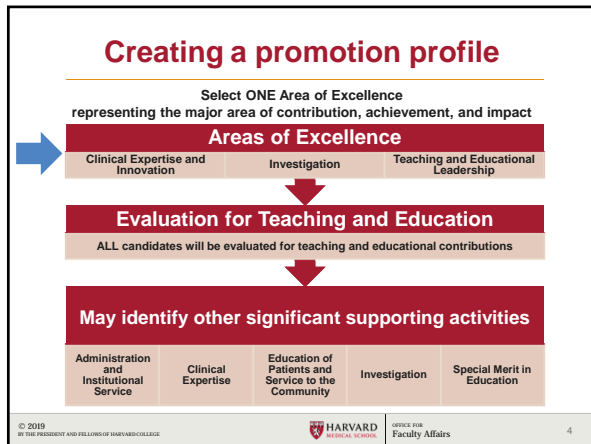 Creating a promotion profile
Select ONE Area of Excellence
representing the major area of contribution, achievement, and impact
Areas of Excellence
Clinical Expertise and
Innovation
Investigation
Teaching and Educational
Leadership
Evaluation for Teaching and Education
ALL candidates will be evaluated for teaching and educational contributions
May identify other significant supporting activities
Administration
and
Institutional
Service
Clinical
Expertise
Education of
Patients and
Service to the
Community
Investigation
Special Merit in
Education
© 2019
BY THE PRESIDENT AND FELLOWS OF HARVARD COLLEGE
HARVARD
MEDICAL SCHOOL
OFFICE FOR
Faculty Affairs
4